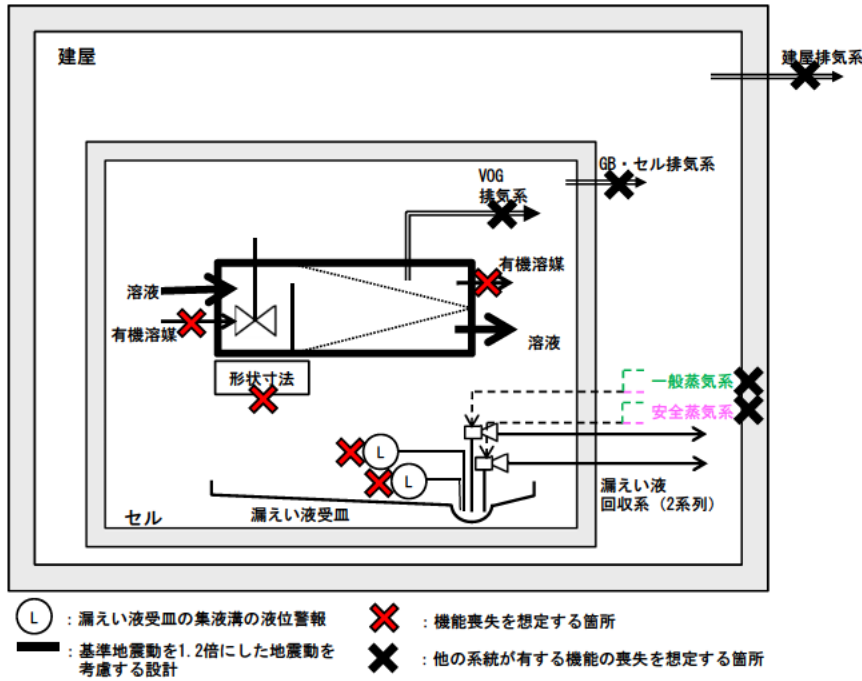 建屋
建屋排気系
GB・セル排気系
VOG
排気系
有機溶媒
溶液
有機溶媒
溶液
形状寸法
一般蒸気系
安全蒸気系
L
L
漏えい液
回収系（2系列）
漏えい液受皿
セル
L
：漏えい液受皿の集液溝の液位警報
：機能喪失を想定する箇所
：基準地震動を1.2倍にした地震動を
考慮する設計
：他の系統が有する機能の喪失を想定する箇所